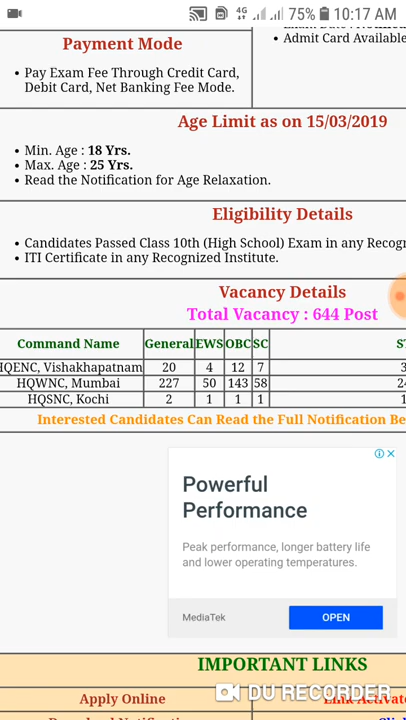 4G 75% 10:17 AM
Payment Mode
Admit Card Available
Pay Exam Fee Through Credit Card,
Debit Card, Net Banking Fee Mode.
Age Limit as on 15/03/2019
Min. Age : 18 Yrs.
Max. Age : 25 Yrs.
Read the Notification for Age Relaxation.
Eligibility Details
Candidates Passed Class 10th (High School) Exam in any
ITI Certificate in any Recognized Institute.
Vacancy Details
Total Vacancy : 644 Post
Command Name General EWS OBC SC
HQENC, Vishakhapatnam 20 4 12 7
HQWNC, Mumbai 227 50 143 58
HQSNC, Kochi 2 1 1 1
Interested Candidates Can Read the Full Notification
Powerful
Performance
Peak performance, longer battery life
and lower operating temperatures.
MediaTek OPEN
IMPORTANT LINKS
DU RECORDER
Apply Online Link